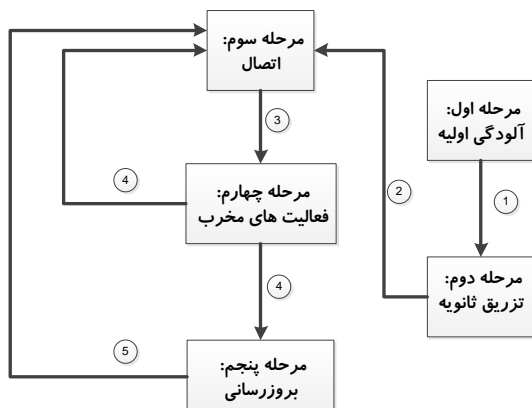 مرحله سوم:
اتصال
مرحله اول:
آلودگی اولیه
3
4
2
1
مرحله چهارم:
فعالیت های مخرب
مرحله دوم:
تزریق ثانویه
4
5
مرحله پنجم:
بروزرسانی